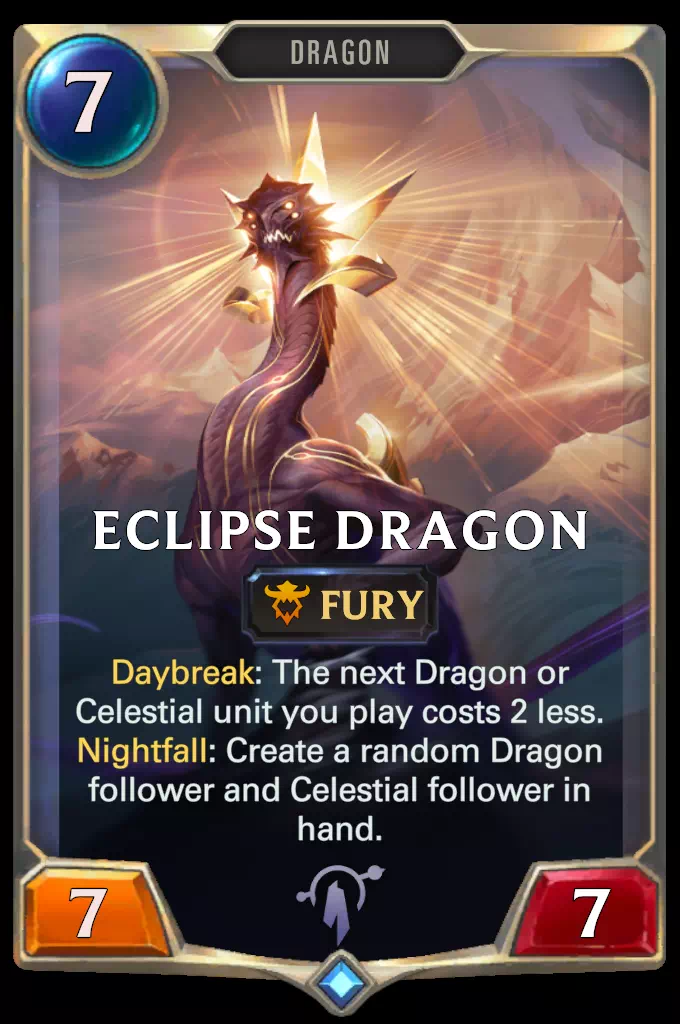 DRAGON
7
ECLIPSE DRAGON
FURY
Daybreak: The next Dragon or
Celestial unit you play costs 2 less.
Nightfall: Create a random Dragon
follower and Celestial follower in
hand.
7
7